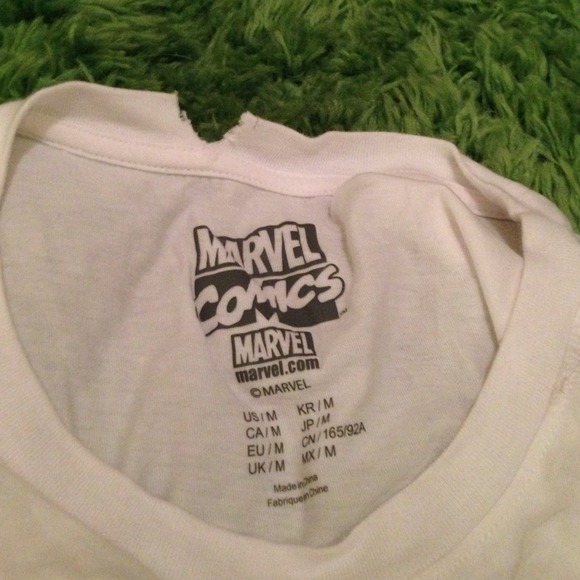 MARVEL
COMICS™
MARVEL
marvel.com
© MARVEL
US / M KR / M
CA / M JP / M
EU / M CN / 165/92A
UK / M MX / M
Made in China
Fabriqué en Chine